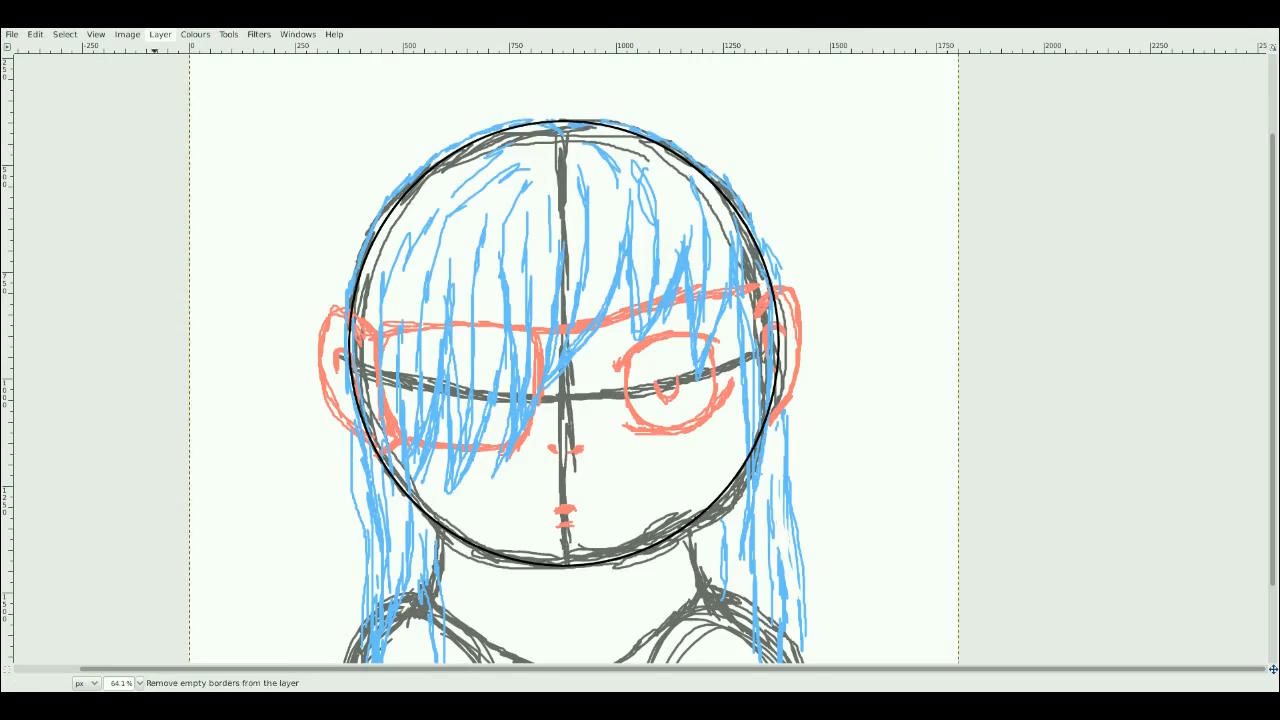 File Edit Select View Image Layer Colours Tools Filters Windows Help
-250 0 250 500 750 1000 1250 1500 1750 2000 2250
px 64.1% Remove empty borders from the layer